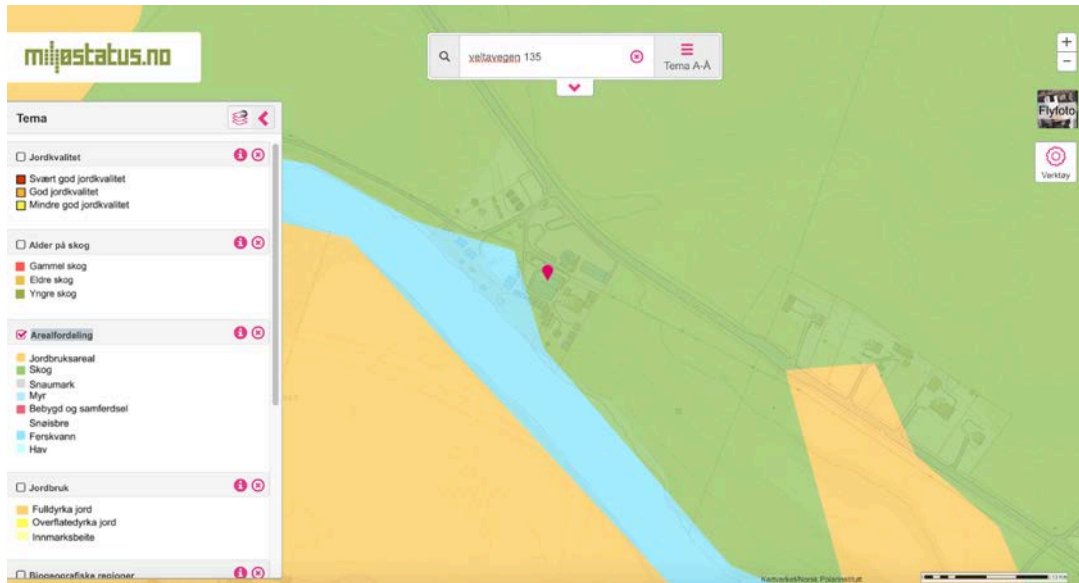 miljøstatus.no
veltavegen 135
Tema A-Å
+
−
Flyfoto
Verktøy
Tema
Jordkvalitet
Svært god jordkvalitet
God jordkvalitet
Mindre god jordkvalitet
Alder på skog
Gammel skog
Eldre skog
Yngre skog
Arealfordeling
Jordbruksareal
Skog
Snaumark
Myr
Bebygd og samferdsel
Snøisbre
Ferskvann
Hav
Jordbruk
Fulldyrka jord
Overflatedyrka jord
Innmarksbeite
Biogeografiske regioner
Kartverket/Norsk Polarinstitutt